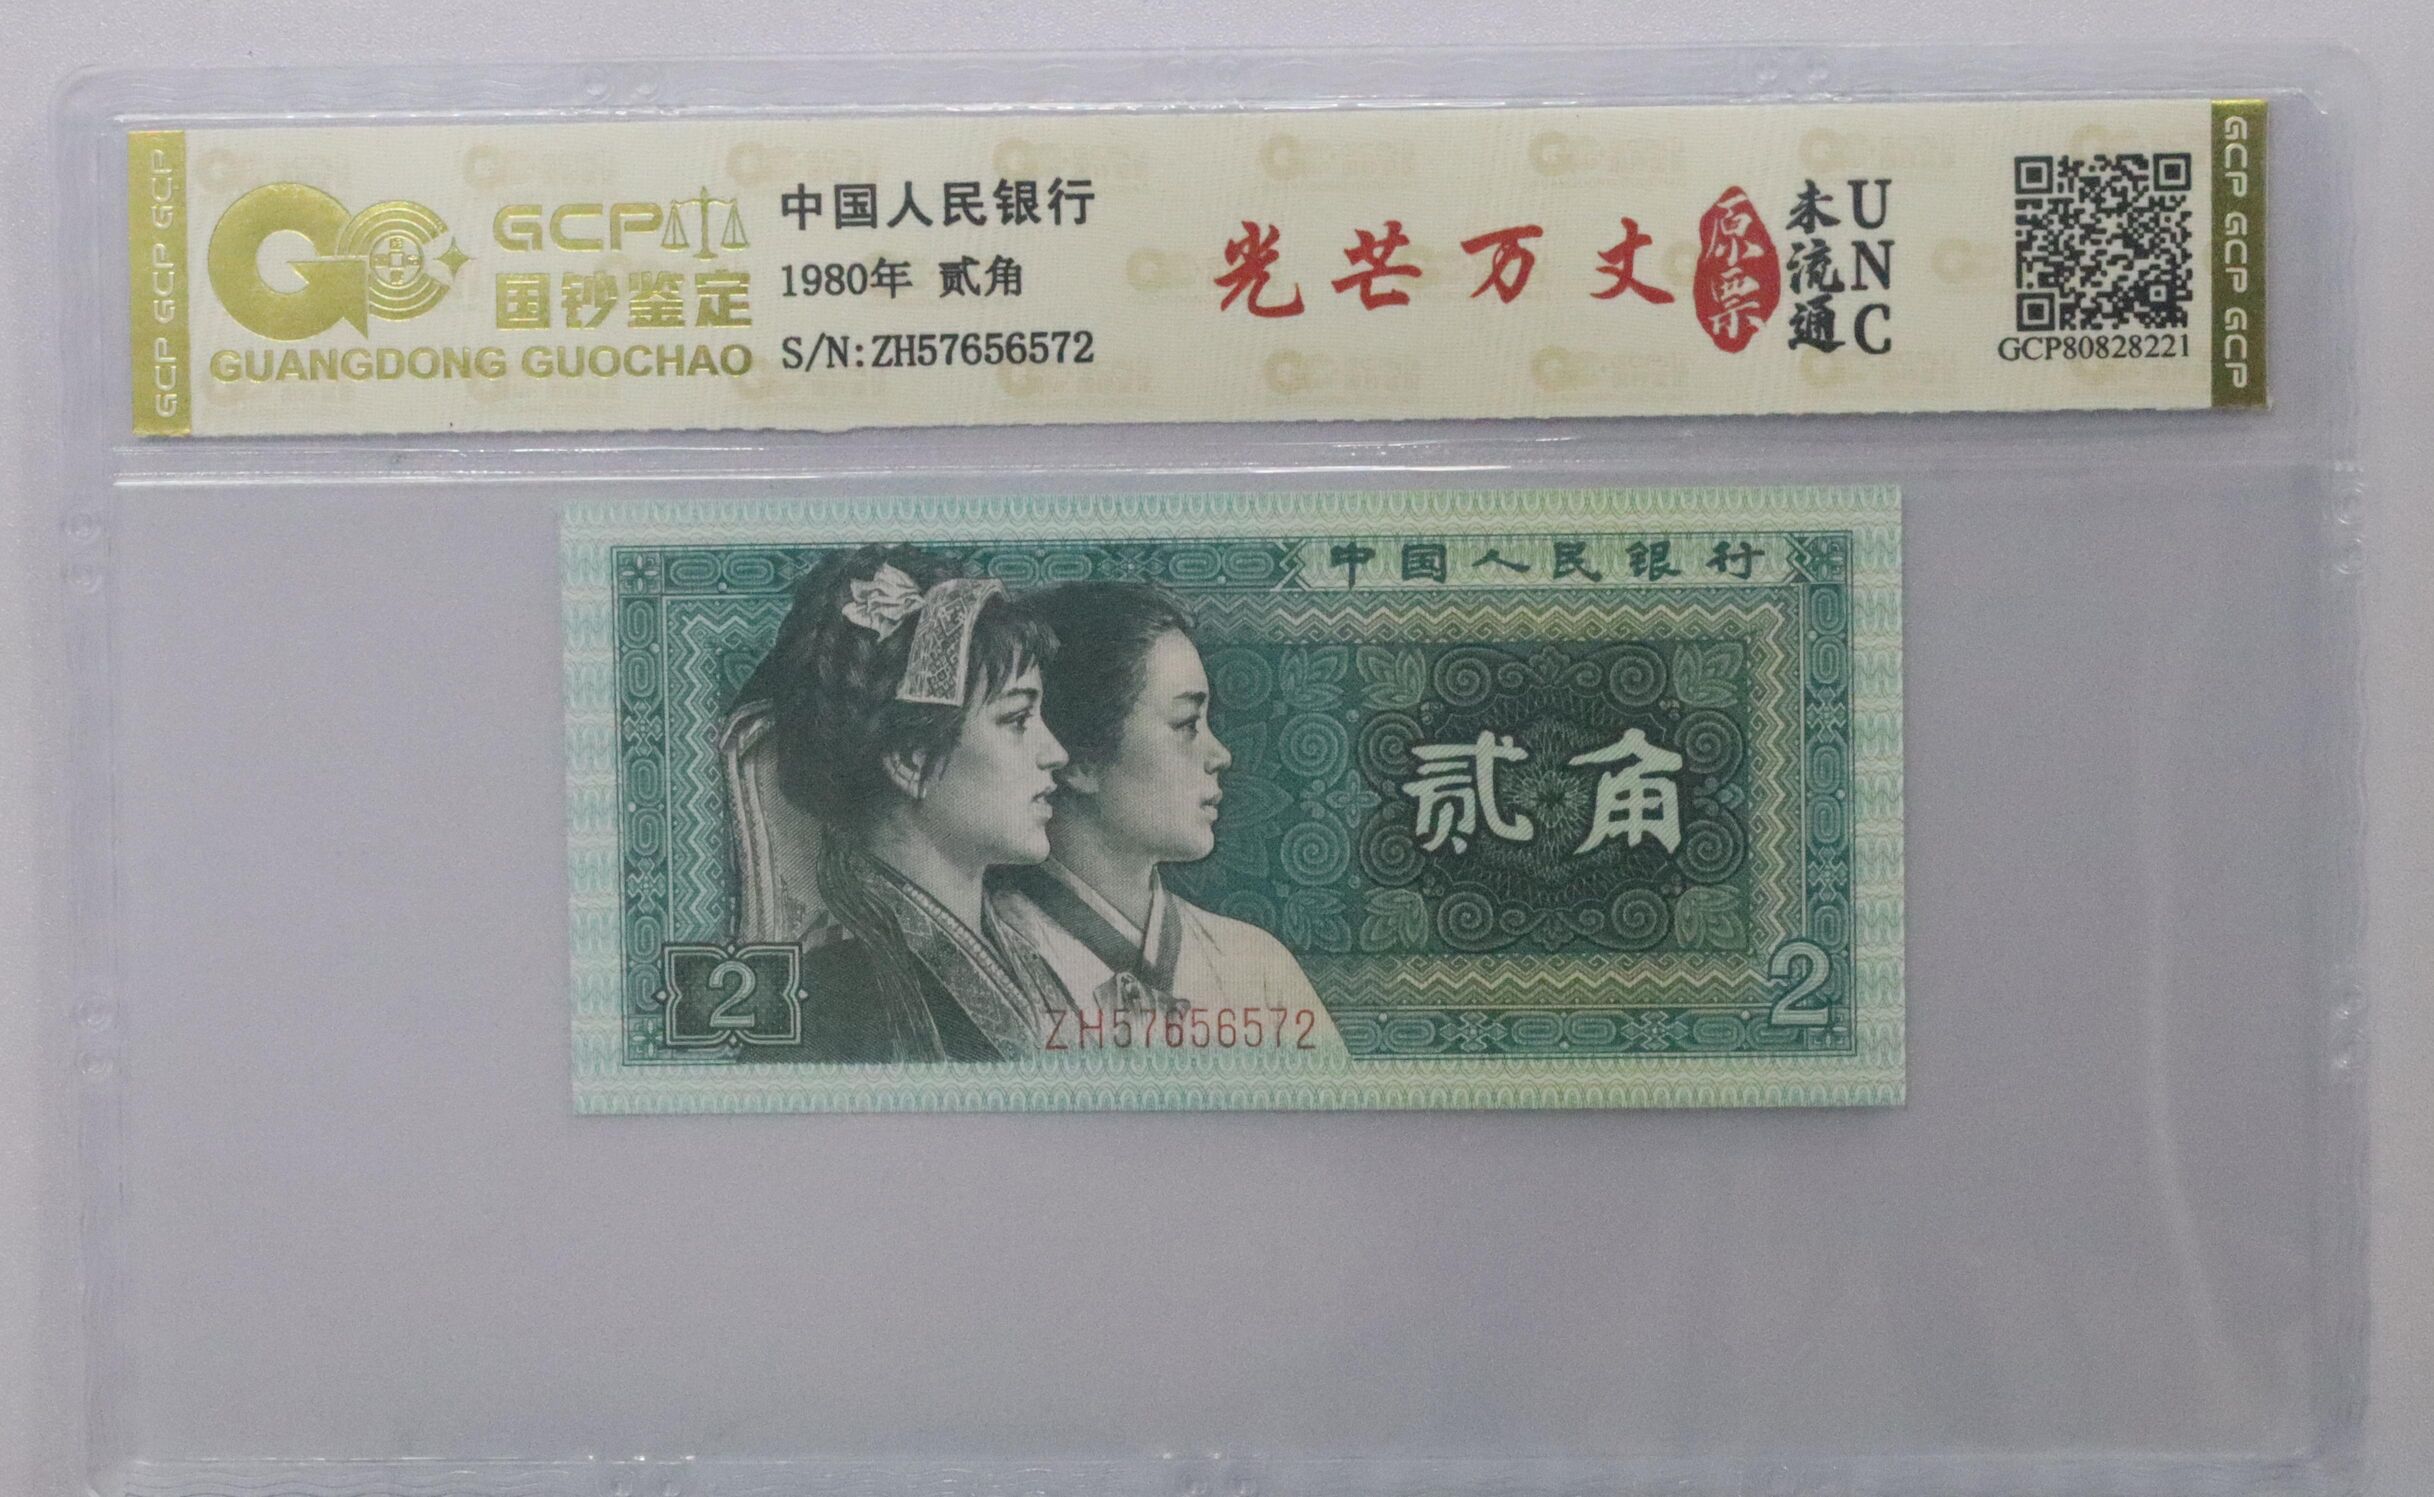 GCP GCP GCP
GCP
国钞鉴定
GUANGDONG GUOCHAO
中国人民银行
1980年 贰角
S/N:ZH57656572
光芒万丈
原票
未流通
UNC
GCP80828221
GCP GCP GCP
中国人民银行
贰角
2
2
ZH57656572